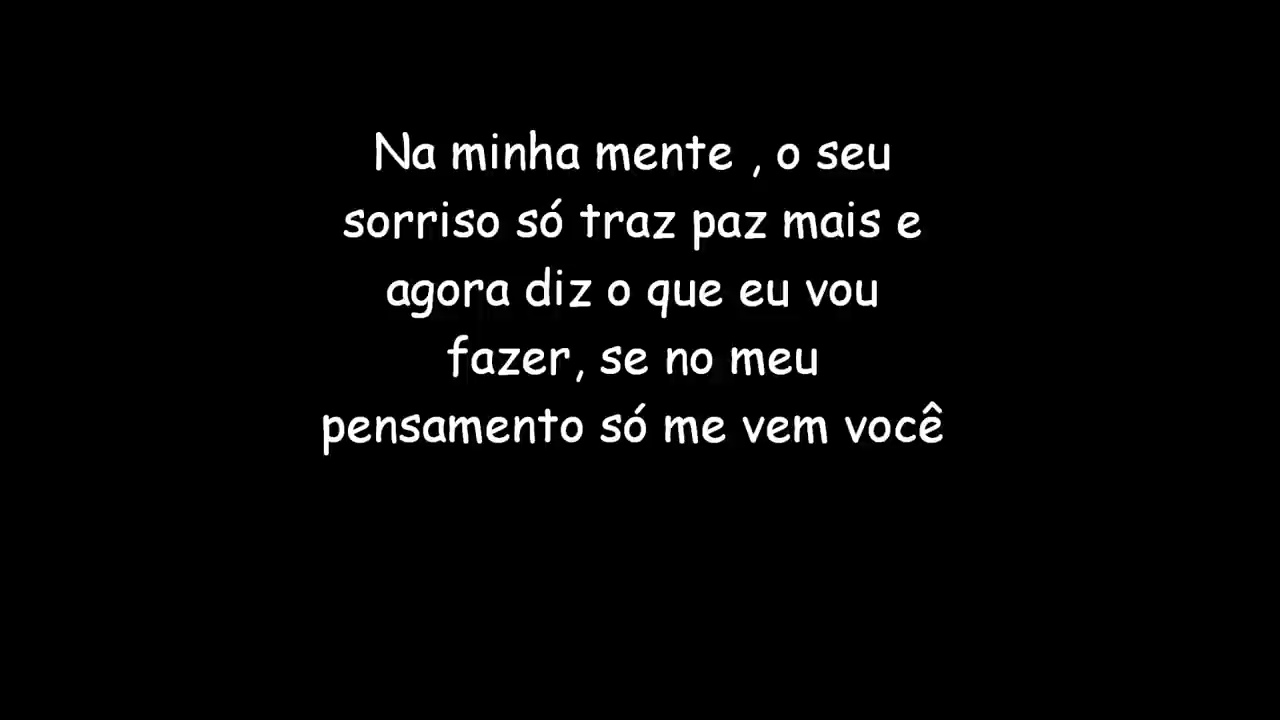 Na minha mente , o seu
sorriso só traz paz mais e
agora diz o que eu vou
fazer, se no meu
pensamento só me vem você